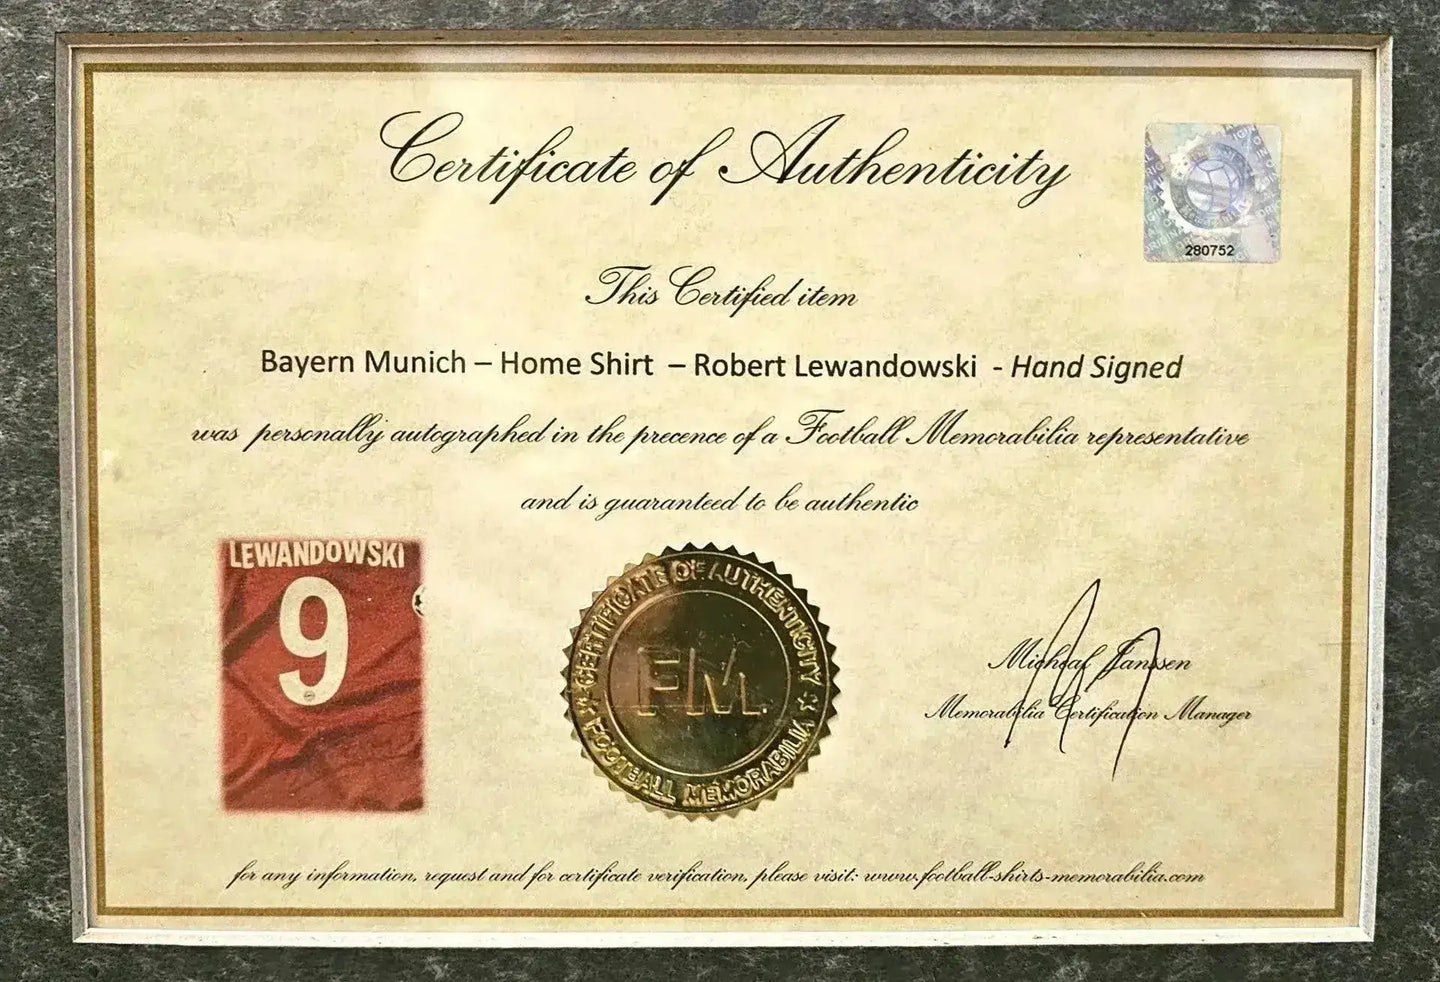 Certificate of Authenticity
280752
This Certified item
Bayern Munich – Home Shirt – Robert Lewandowski - Hand Signed
was personally autographed in the precence of a Football Memorabilia representative
and is guaranteed to be authentic
LEWANDOWSKI
9
CERTIFICATE OF AUTHENTICITY
FM
FOOTBALL MEMORABILIA
Micheal Janssen
Memorabilia Certification Manager
for any information, request and for certificate verification, please visit: www.football-shirts-memorabilia.com